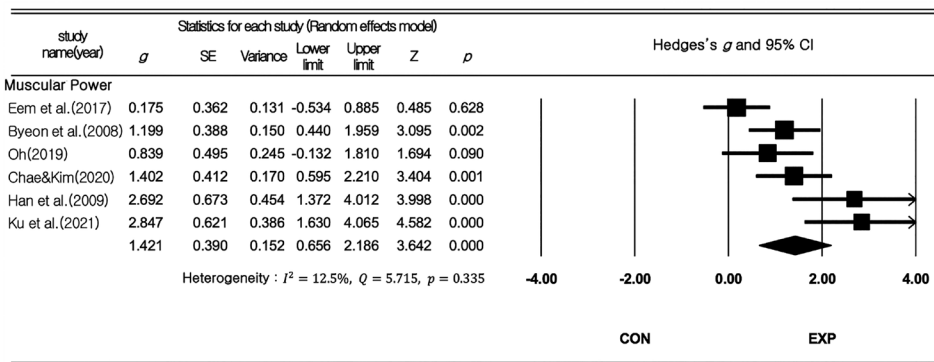 study name(year) Statistics for each study (Random effects model) Hedges's g and 95% CI
g SE Variance Lower limit Upper limit Z p
Muscular Power
Eem et al.(2017) 0.175 0.362 0.131 -0.534 0.885 0.485 0.628
Byeon et al.(2008) 1.199 0.388 0.150 0.440 1.959 3.095 0.002
Oh(2019) 0.839 0.495 0.245 -0.132 1.810 1.694 0.090
Chae&Kim(2020) 1.402 0.412 0.170 0.595 2.210 3.404 0.001
Han et al.(2009) 2.692 0.673 0.454 1.372 4.012 3.998 0.000
Ku et al.(2021) 2.847 0.621 0.386 1.630 4.065 4.582 0.000
1.421 0.390 0.152 0.656 2.186 3.642 0.000
Heterogeneity : I² = 12.5%, Q = 5.715, p = 0.335 -4.00 -2.00 0.00 2.00 4.00
CON EXP